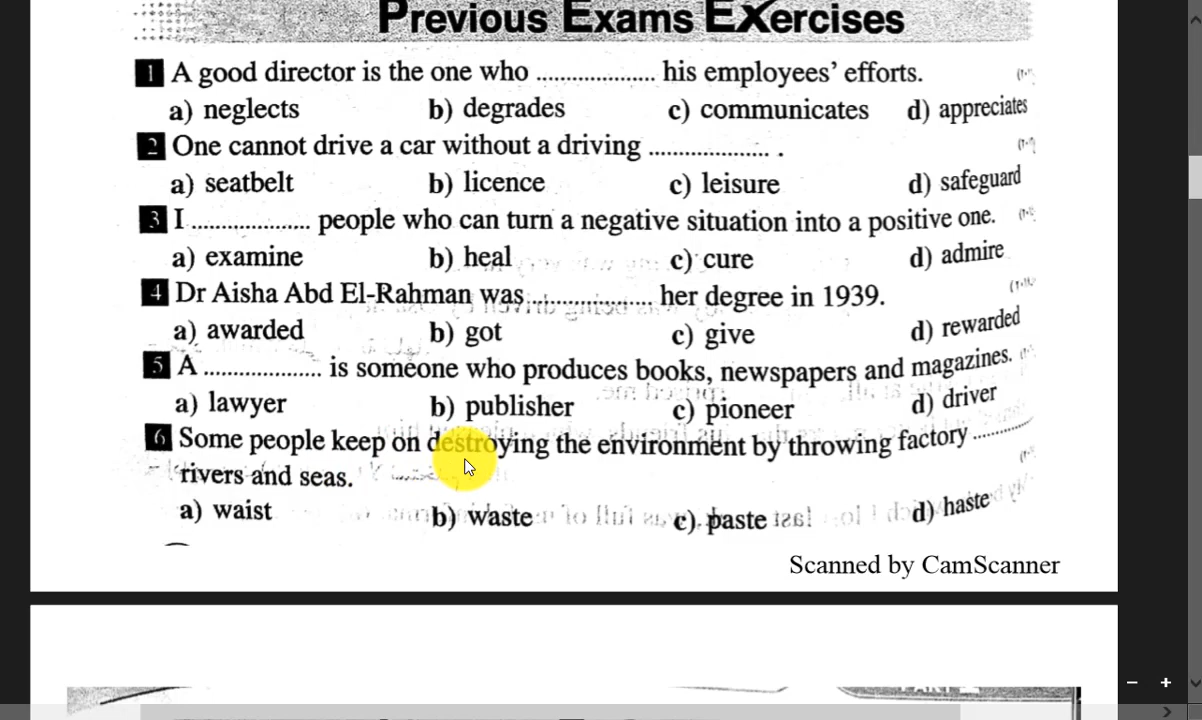 Previous Exams EXercises
1 A good director is the one who .................... his employees' efforts.
a) neglects b) degrades c) communicates d) appreciates
2 One cannot drive a car without a driving .................... .
a) seatbelt b) licence c) leisure d) safeguard
3 I .................... people who can turn a negative situation into a positive one.
a) examine b) heal c) cure d) admire
4 Dr Aisha Abd El-Rahman was .................... her degree in 1939.
a) awarded b) got c) give d) rewarded
5 A .................... is someone who produces books, newspapers and magazines.
a) lawyer b) publisher c) pioneer d) driver
6 Some people keep on destroying the environment by throwing factory ..........
rivers and seas.
a) waist b) waste c) paste d) haste
Scanned by CamScanner